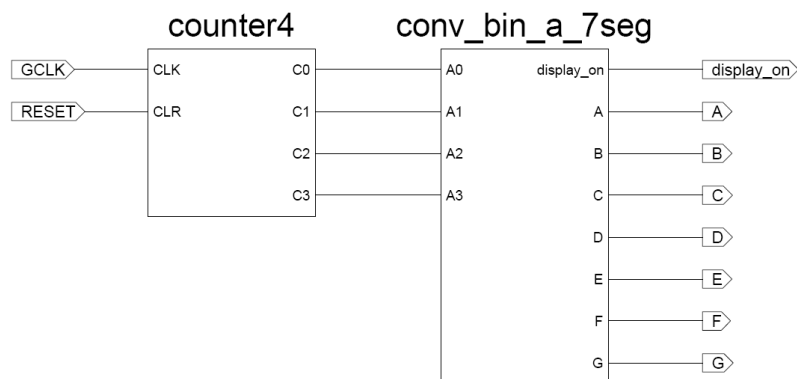 counter4 conv_bin_a_7seg
GCLK CLK C0 A0 display_on display_on
RESET CLR C1 A1 A A
C2 A2 B B
C3 A3 C C
D D
E E
F F
G G